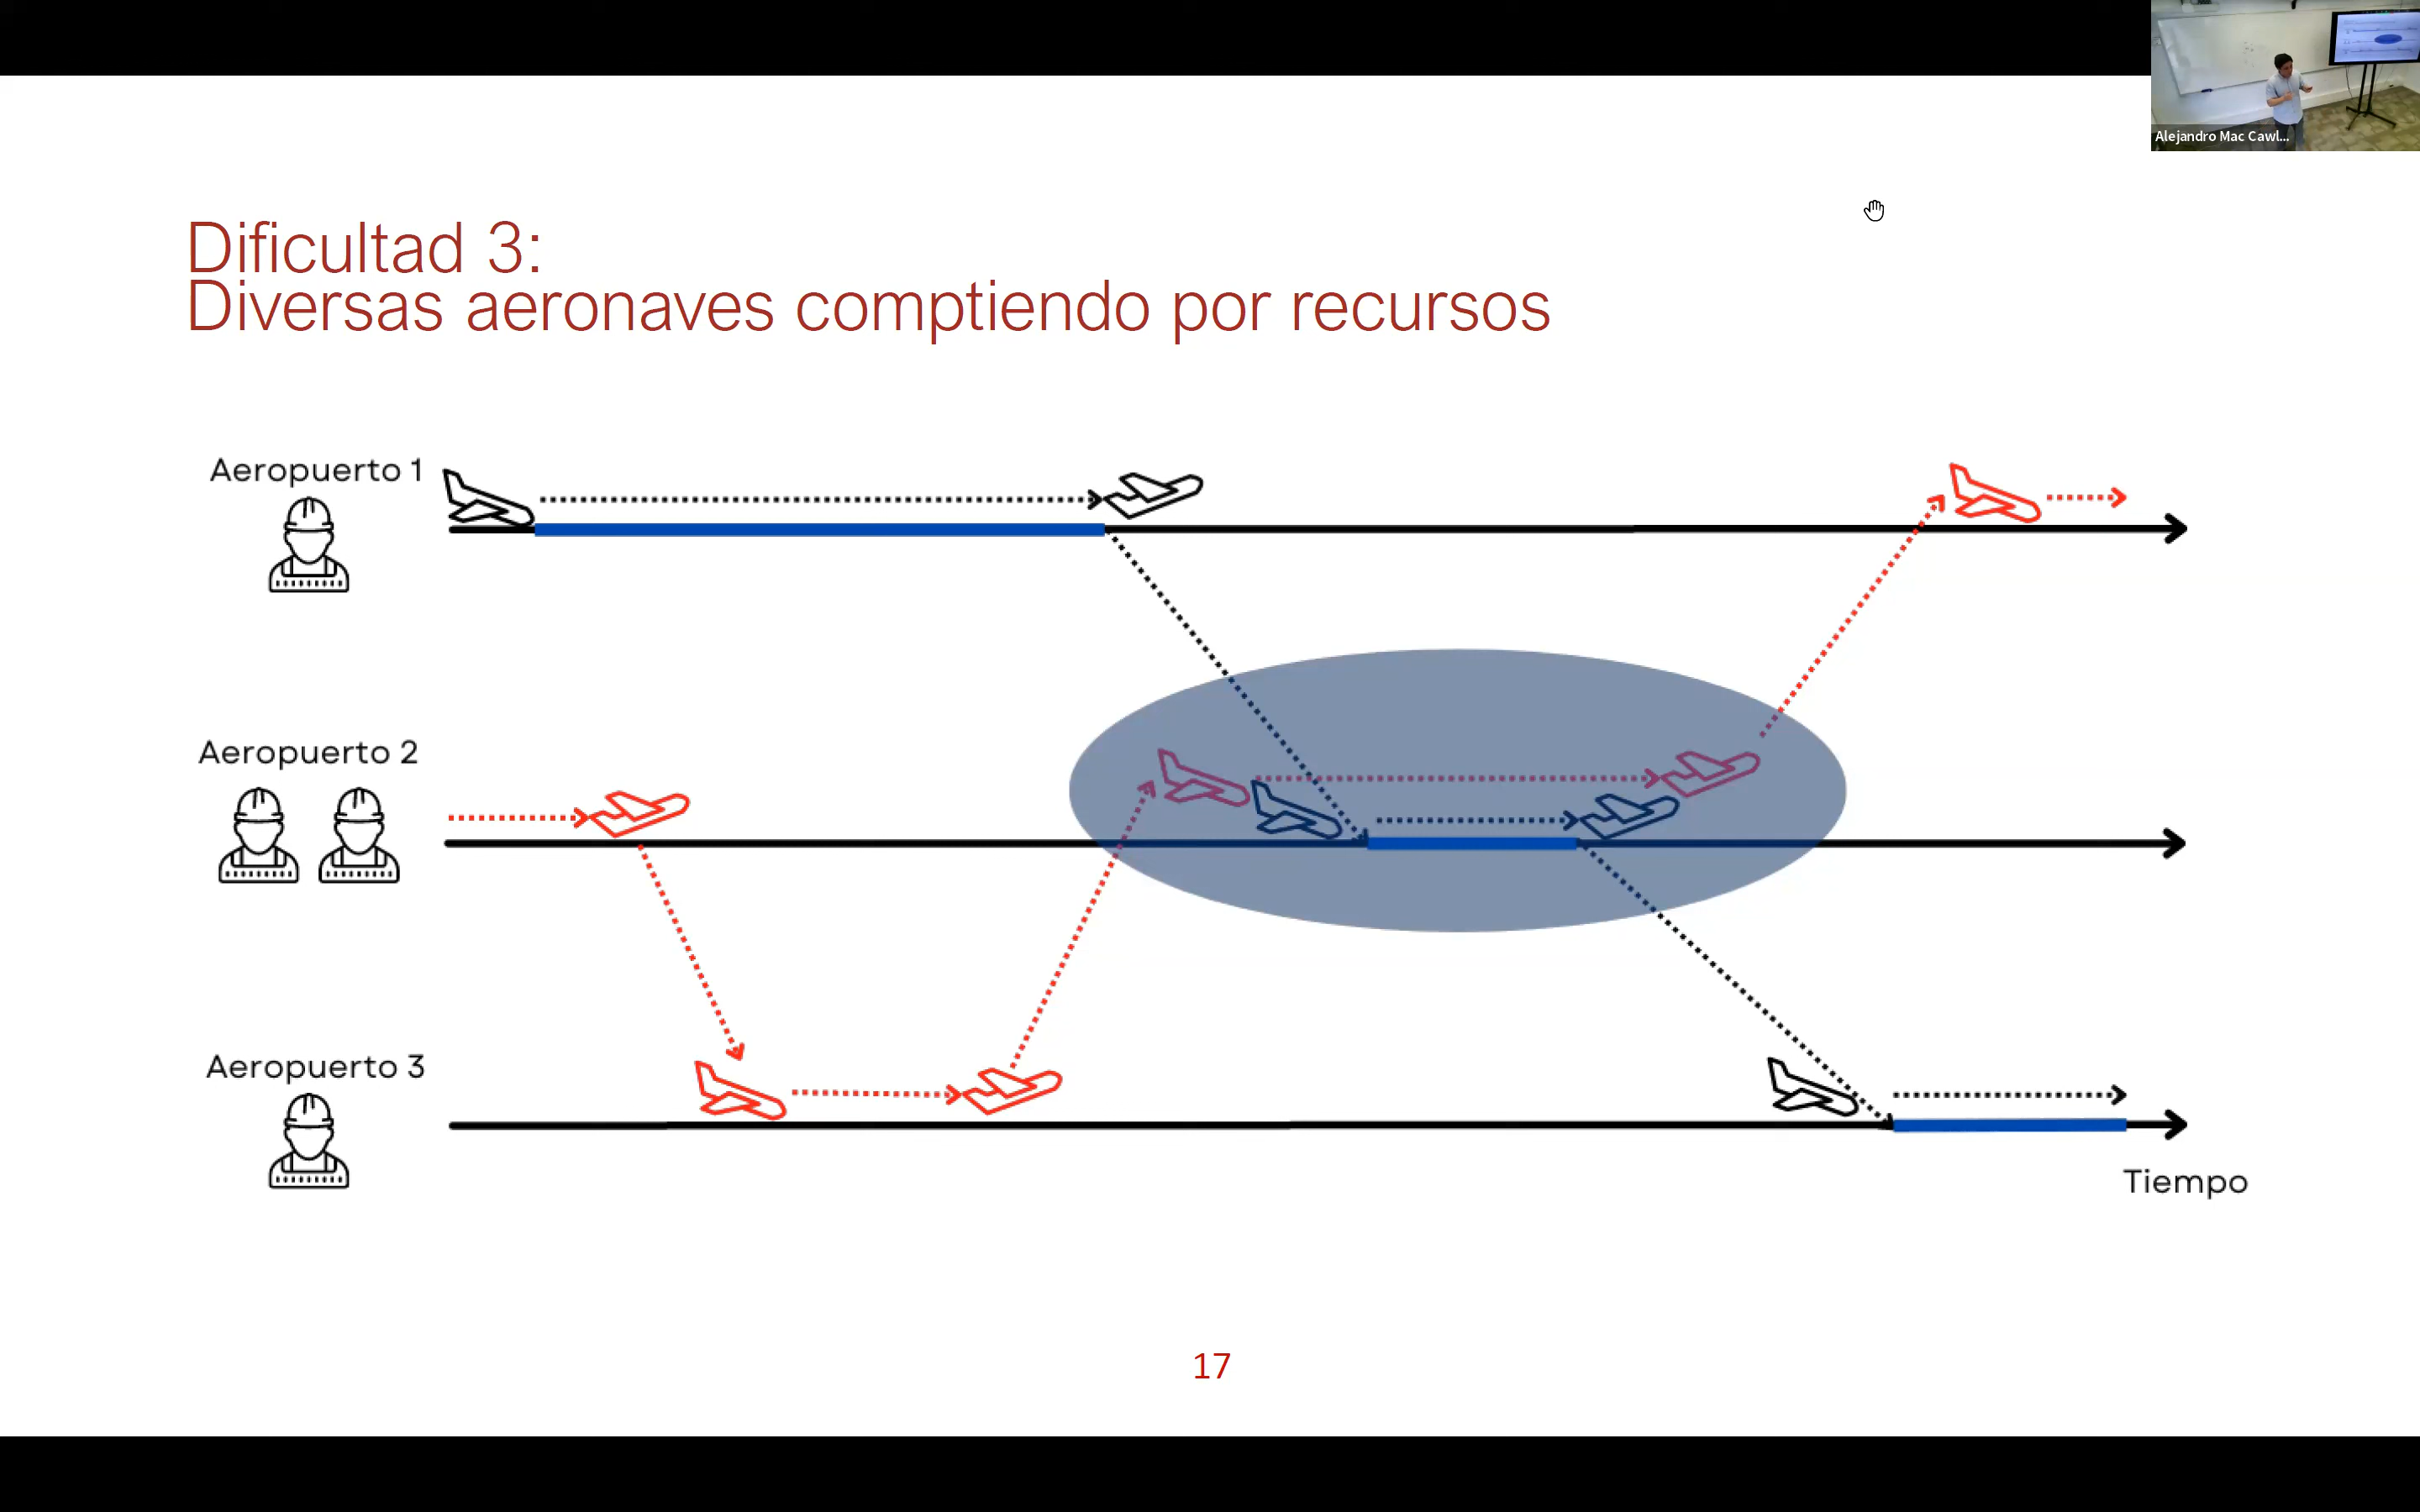 Alejandro Mac Cawl...
Dificultad 3:
Diversas aeronaves comptiendo por recursos
Aeropuerto 1
Aeropuerto 2
Aeropuerto 3
Tiempo
17